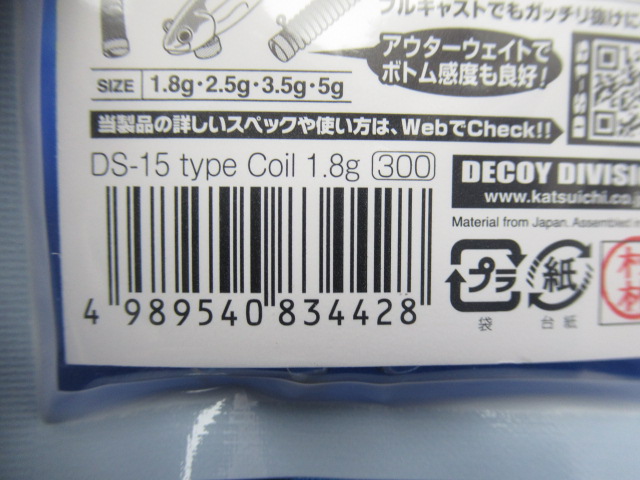 フルキャストでもガッチリ抜け
アウターウェイトで
ボトム感度も良好!
SIZE 1.8g・2.5g・3.5g・5g
当製品の詳しいスペックや使い方は、WebでCheck!!
DS-15 type Coil 1.8g 300
DECOY DIVISI
www.katsuichi.co
Material from Japan. Assembled
プラ
紙
袋
台紙
4 989540 834428